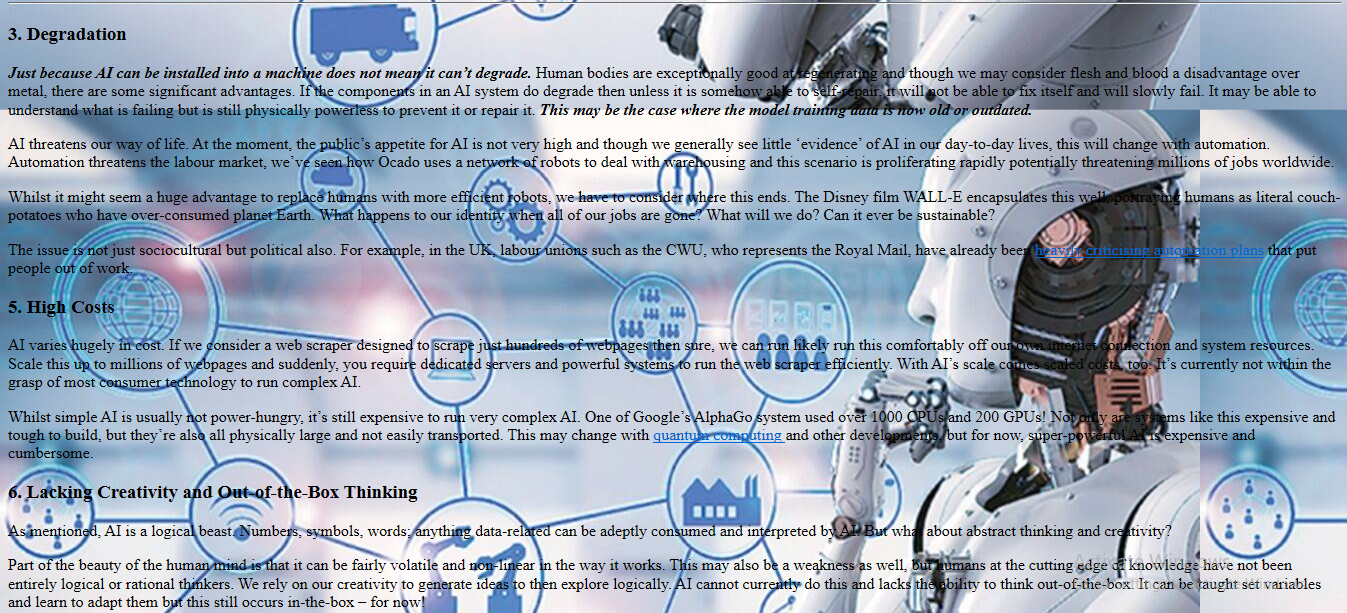 3. Degradation
Just because AI can be installed into a machine does not mean it can't degrade. Human bodies are exceptionally good at regenerating and though we may consider flesh and blood a disadvantage over
metal, there are some significant advantages. If the components in an AI system do degrade then unless it is somehow able to self-repair, it will not be able to fix itself and will slowly fail. It may be able to
understand what is failing but is still physically powerless to prevent it or repair it. This may be the case where the model training data is now old or outdated.
AI threatens our way of life. At the moment, the public's appetite for AI is not very high and though we generally see little ‘evidence’ of AI in our day-to-day lives, this will change with automation.
Automation threatens the labour market, we've seen how Ocado uses a network of robots to deal with warehousing and this scenario is proliferating rapidly potentially threatening millions of jobs worldwide.
Whilst it might seem a huge advantage to replace humans with more efficient robots, we have to consider where this ends. The Disney film WALL-E encapsulates this well, portraying humans as literal couch-
potatoes who have over-consumed planet Earth. What happens to our identity when all of our jobs are gone? What will we do? Can it ever be sustainable?
The issue is not just sociocultural but political also. For example, in the UK, labour unions such as the CWU, who represents the Royal Mail, have already been heavily criticising automation plans that put
people out of work.
5. High Costs
AI varies hugely in cost. If we consider a web scraper designed to scrape just hundreds of webpages then sure, we can run likely run this comfortably off our own internet connection and system resources.
Scale this up to millions of webpages and suddenly, you require dedicated servers and powerful systems to run the web scraper efficiently. With AI's scale comes scaled costs, too. It's currently not within the
grasp of most consumer technology to run complex AI.
Whilst simple AI is usually not power-hungry, it's still expensive to run very complex AI. One of Google's AlphaGo system used over 1000 CPUs and 200 GPUs! Not only are systems like this expensive and
tough to build, but they're also all physically large and not easily transported. This may change with quantum computing and other developments, but for now, super-powerful AI is expensive and
cumbersome.
6. Lacking Creativity and Out-of-the-Box Thinking
As mentioned, AI is a logical beast. Numbers, symbols, words; anything data-related can be adeptly consumed and interpreted by AI. But what about abstract thinking and creativity?
Part of the beauty of the human mind is that it can be fairly volatile and non-linear in the way it works. This may also be a weakness as well, but humans at the cutting edge of knowledge have not been
entirely logical or rational thinkers. We rely on our creativity to generate ideas to then explore logically. AI cannot currently do this and lacks the ability to think out-of-the-box. It can be taught set variables
and learn to adapt them but this still occurs in-the-box – for now!
Activate Windows